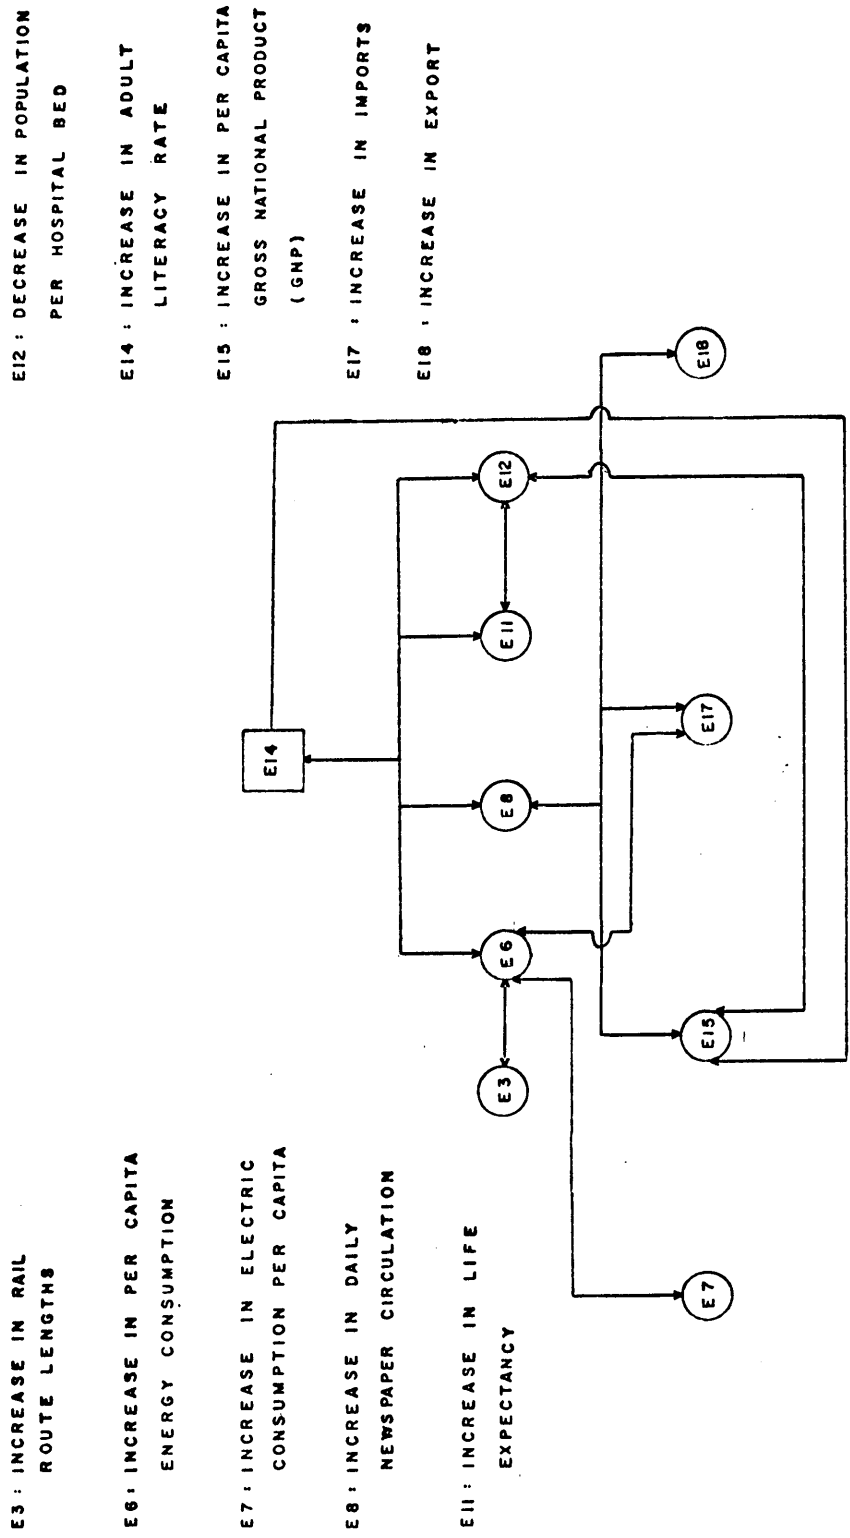 E3 : INCREASE IN RAIL
ROUTE LENGTHS
E6 : INCREASE IN PER CAPITA
ENERGY CONSUMPTION
E7 : INCREASE IN ELECTRIC
CONSUMPTION PER CAPITA
E8 : INCREASE IN DAILY
NEWSPAPER CIRCULATION
E11 : INCREASE IN LIFE
EXPECTANCY
E12 : DECREASE IN POPULATION
PER HOSPITAL BED
E14 : INCREASE IN ADULT
LITERACY RATE
E15 : INCREASE IN PER CAPITA
GROSS NATIONAL PRODUCT
(GNP)
E17 : INCREASE IN IMPORTS
E18 : INCREASE IN EXPORT
E14
E3
E6
E8
E11
E12
E7
E15
E17
E18